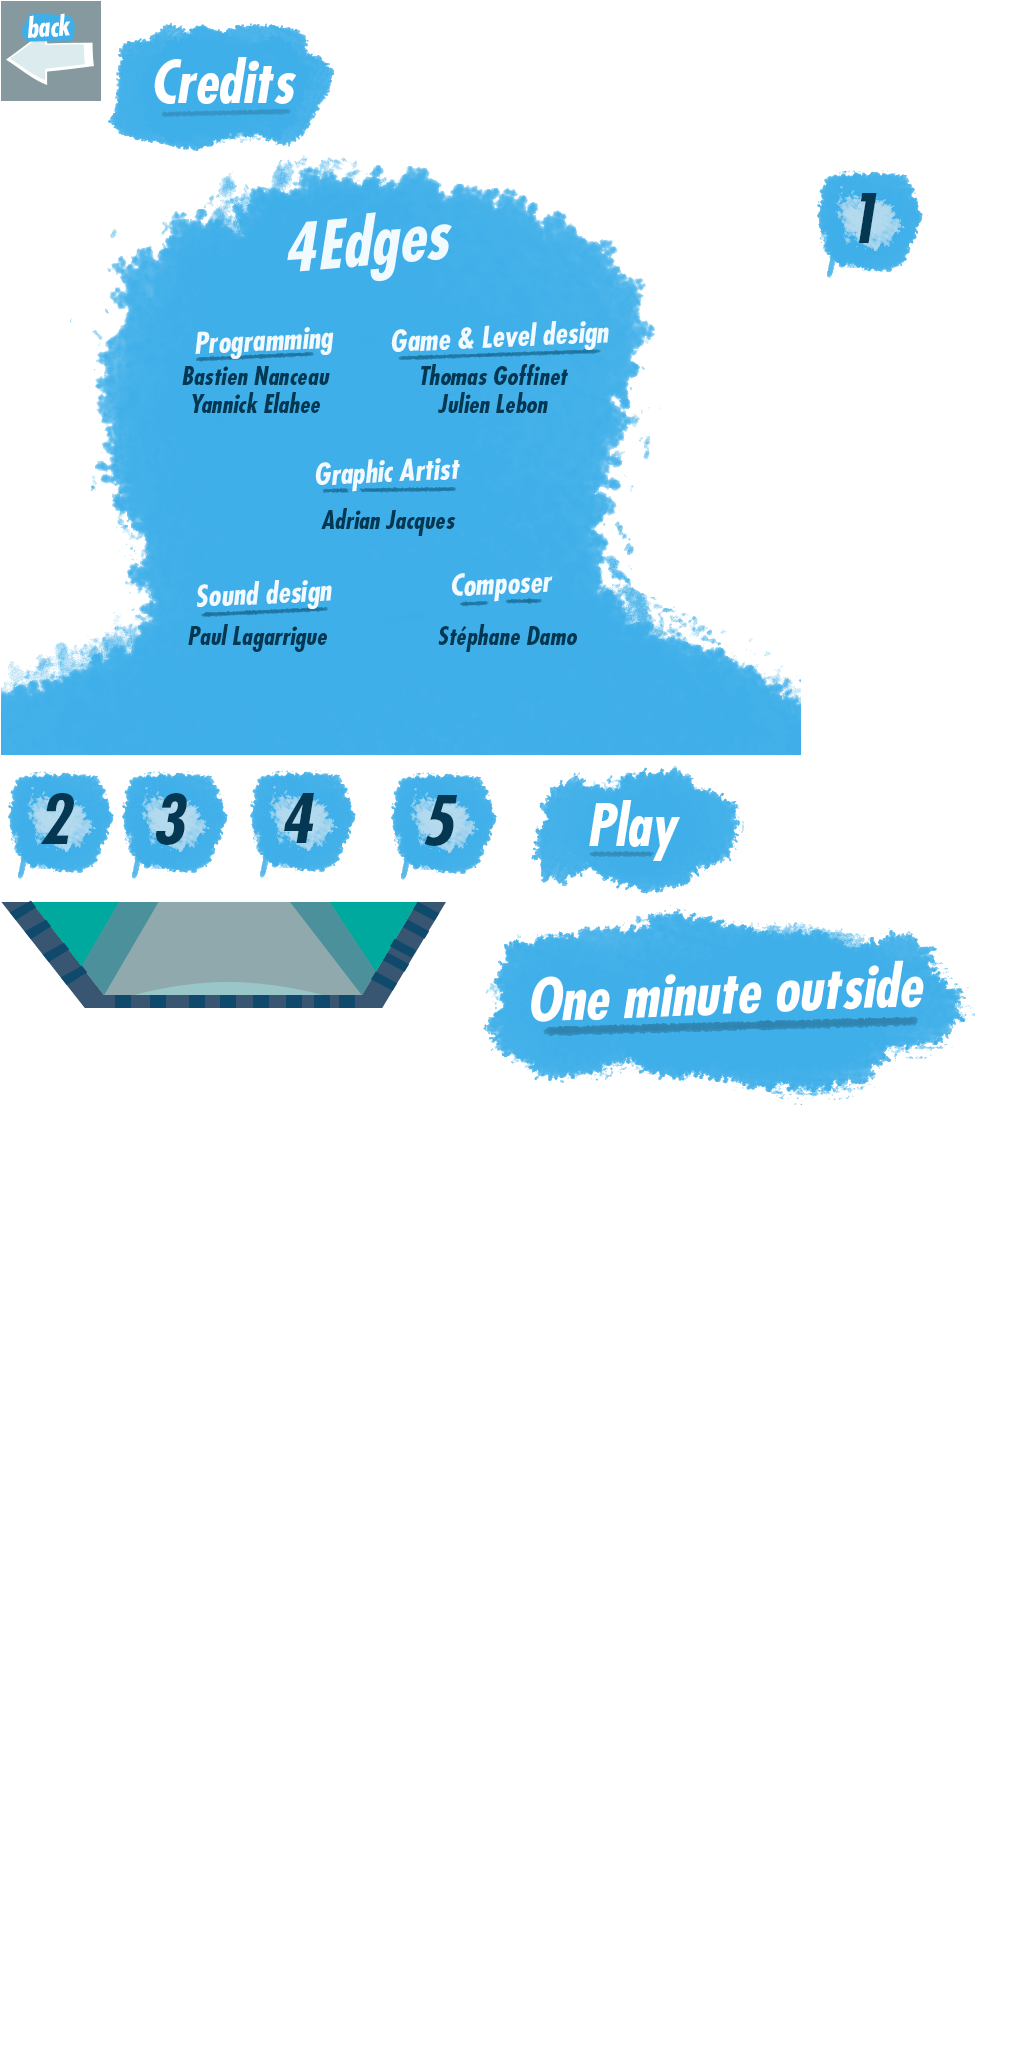 back
Credits
4Edges
1
Programming
Bastien Nanceau
Yannick Elahee
Game & Level design
Thomas Goffinet
Julien Lebon
Graphic Artist
Adrian Jacques
Sound design
Paul Lagarrigue
Composer
Stéphane Damo
2
3
4
5
Play
One minute outside